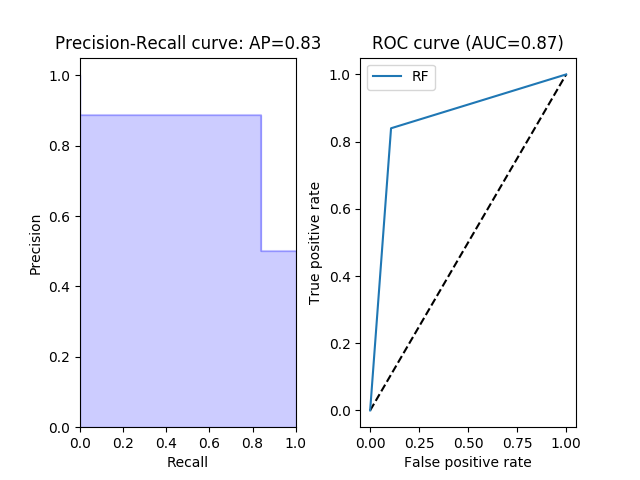 Precision-Recall curve: AP=0.83
1.0
0.8
0.6
0.4
0.2
0.0
Precision
0.0 0.2 0.4 0.6 0.8 1.0
Recall
ROC curve (AUC=0.87)
RF
1.0
0.8
0.6
0.4
0.2
0.0
True positive rate
0.00 0.25 0.50 0.75 1.00
False positive rate